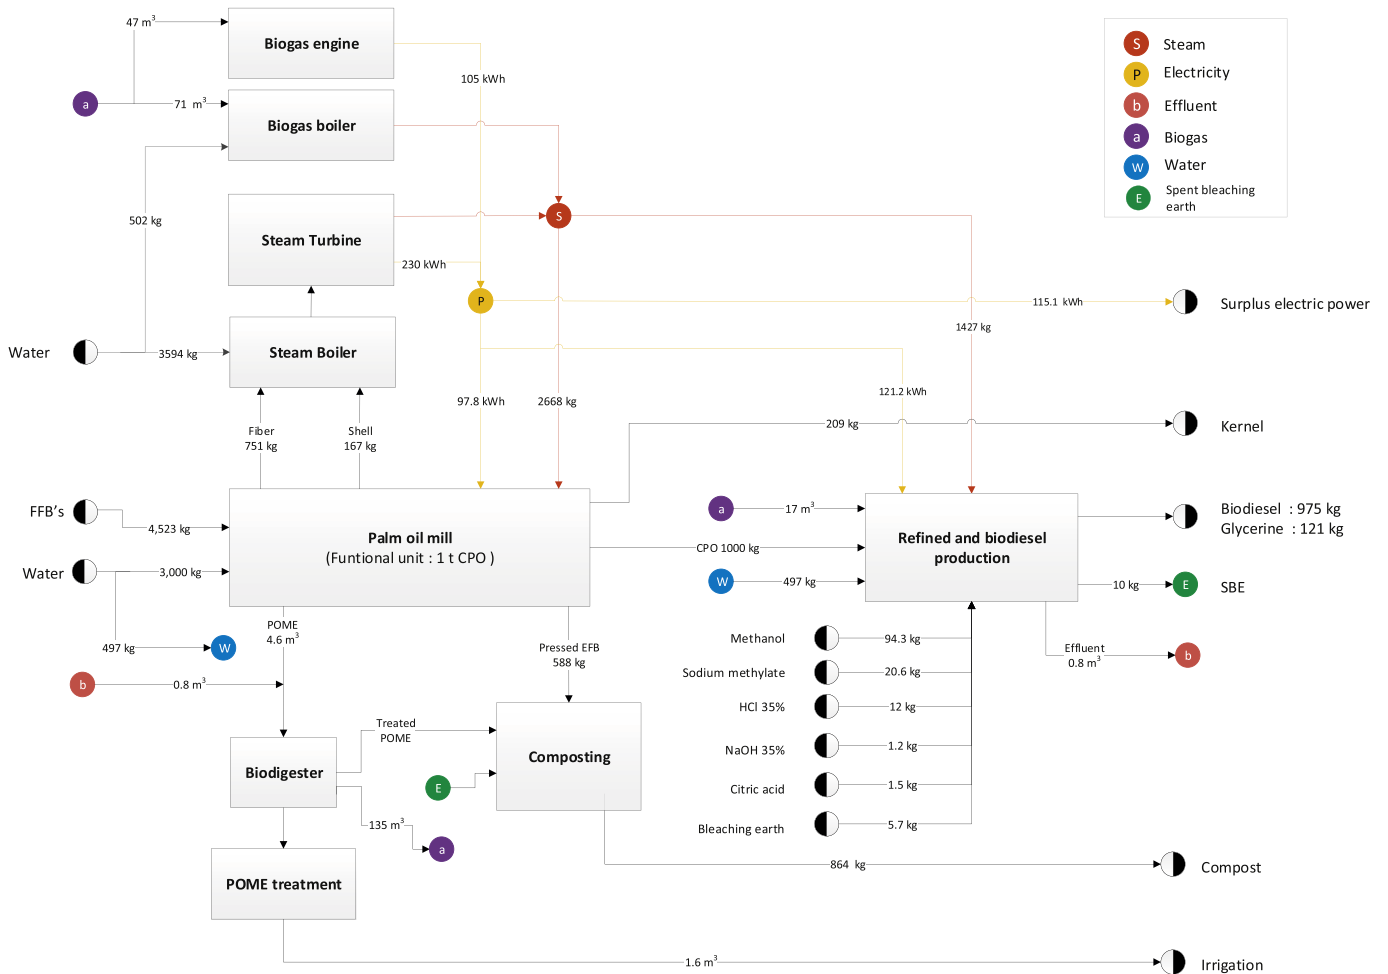 47 m3
Biogas engine
105 kWh
a
71 m3
Biogas boiler
S
Steam
P
Electricity
b
Effluent
a
Biogas
W
Water
E
Spent bleaching
earth
502 kg
Steam Turbine
S
230 kWh
P
115.1 kWh
Surplus electric power
1427 kg
Water
3594 kg
Steam Boiler
97.8 kWh
2668 kg
121.2 kWh
Fiber
751 kg
Shell
167 kg
209 kg
Kernel
FFB's
4,523 kg
Palm oil mill
(Funtional unit : 1 t CPO )
a
17 m3
Refined and biodiesel
production
Biodiesel : 975 kg
Glycerine : 121 kg
CPO 1000 kg
Water
3,000 kg
W
497 kg
10 kg
E
SBE
497 kg
W
POME
4.6 m3
Pressed EFB
588 kg
Methanol
94.3 kg
Effluent
0.8 m3
b
b
0.8 m3
Sodium methylate
20.6 kg
HCl 35%
12 kg
Treated
POME
NaOH 35%
1.2 kg
Biodigester
Composting
E
Citric acid
1.5 kg
135 m3
a
Bleaching earth
5.7 kg
864 kg
Compost
POME treatment
1.6 m3
Irrigation